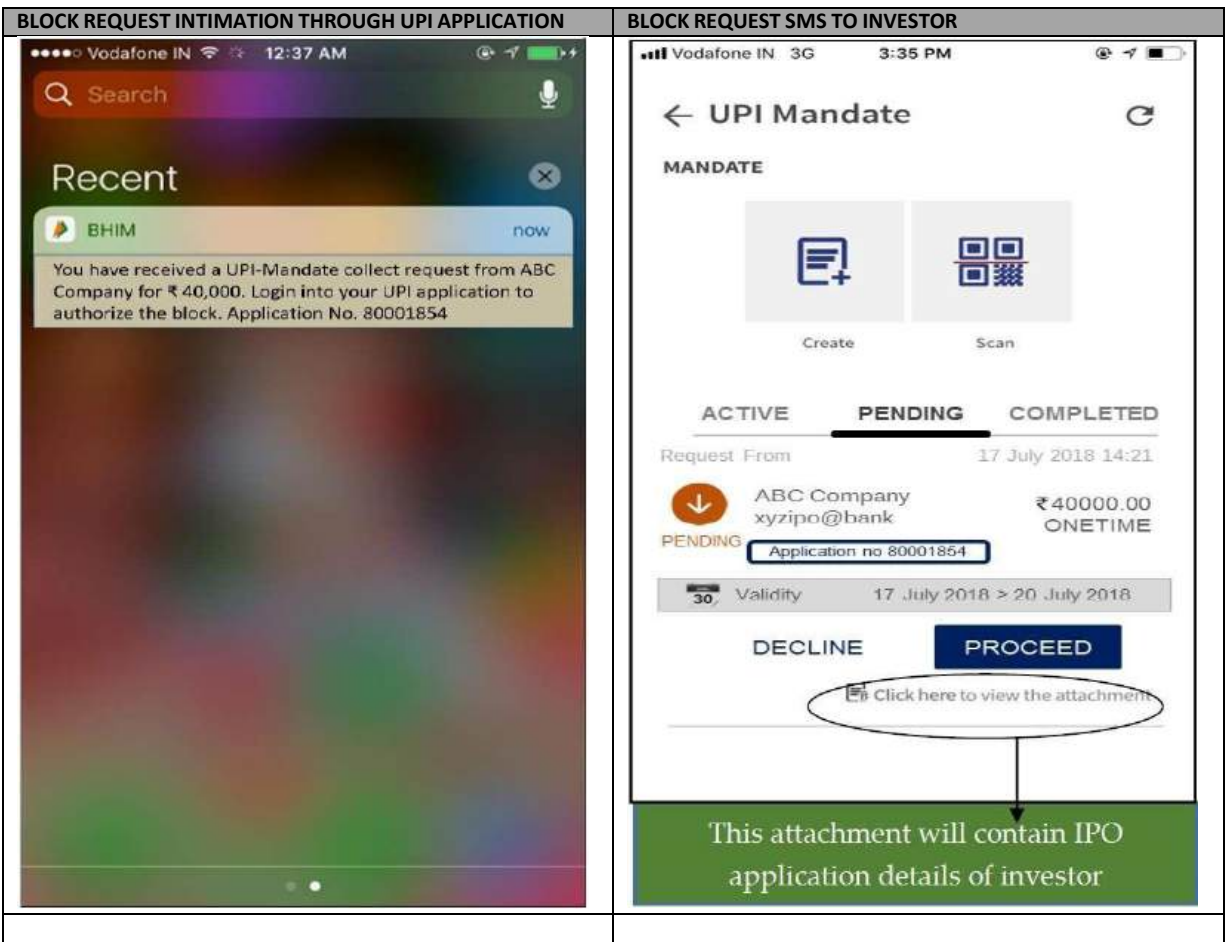 BLOCK REQUEST INTIMATION THROUGH UPI APPLICATION
BLOCK REQUEST SMS TO INVESTOR
Vodafone IN 12:37 AM
Search
Recent
BHIM now
You have received a UPI-Mandate collect request from ABC
Company for ₹ 40,000. Login into your UPI application to
authorize the block. Application No. 80001854
Vodafone IN 3G 3:35 PM
← UPI Mandate
MANDATE
Create Scan
ACTIVE PENDING COMPLETED
Request From 17 July 2018 14:21
ABC Company ₹40000.00
xyzipo@bank ONETIME
PENDING Application no 80001854
30 Validity 17 July 2018 > 20 July 2018
DECLINE PROCEED
Click here to view the attachment
This attachment will contain IPO
application details of investor